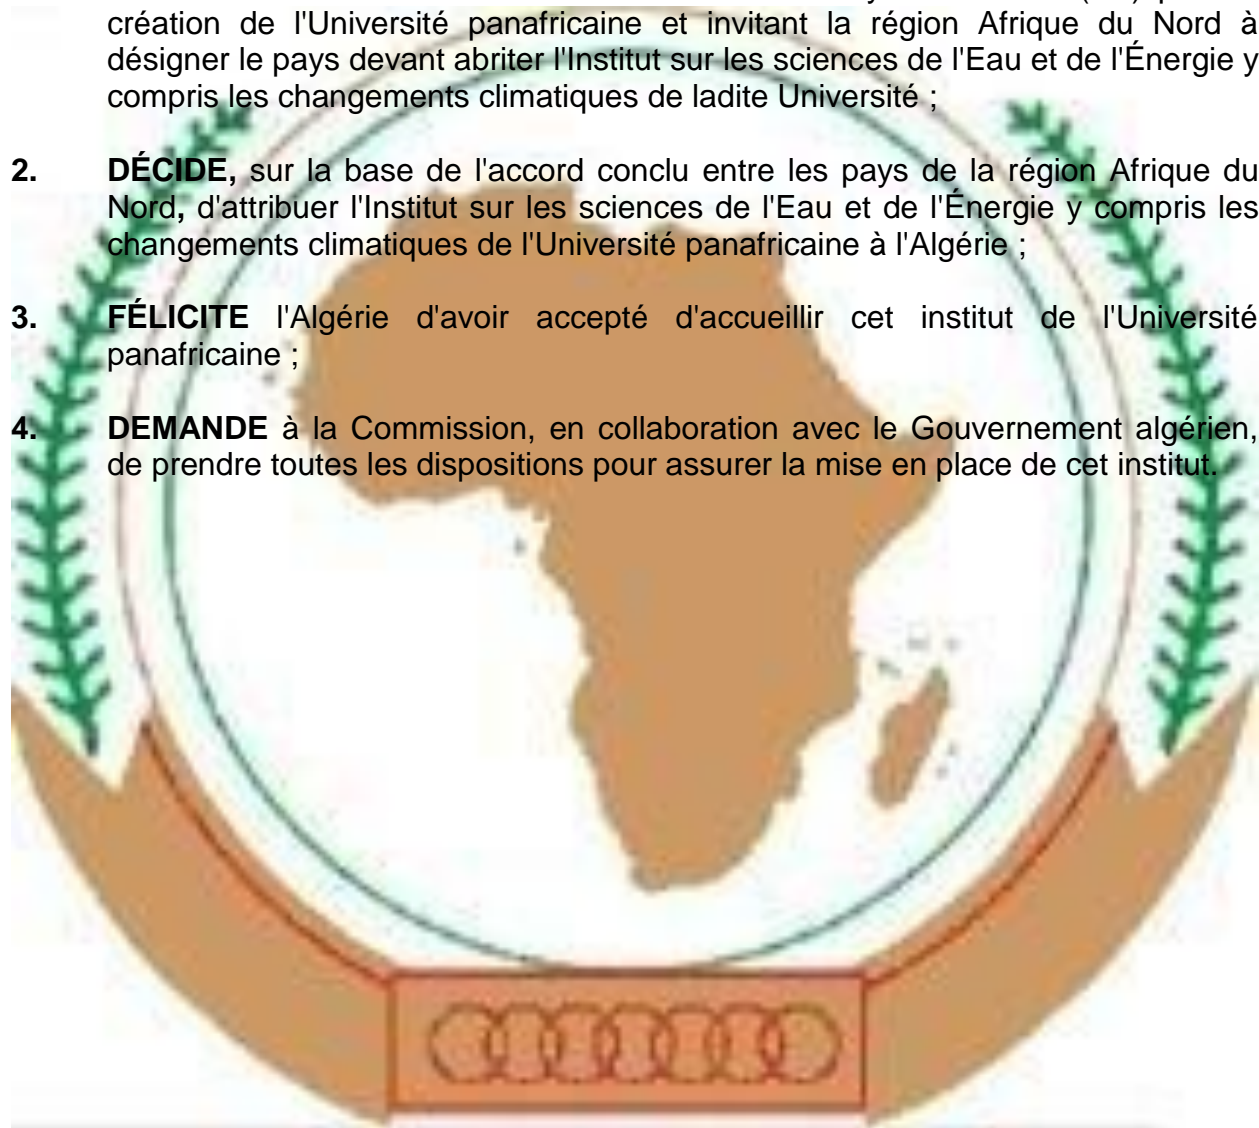 création de l'Université panafricaine et invitant la région Afrique du Nord à
désigner le pays devant abriter l'Institut sur les sciences de l'Eau et de l'Énergie y
compris les changements climatiques de ladite Université ;
2. DÉCIDE, sur la base de l'accord conclu entre les pays de la région Afrique du
Nord, d'attribuer l'Institut sur les sciences de l'Eau et de l'Énergie y compris les
changements climatiques de l'Université panafricaine à l'Algérie ;
3. FÉLICITE l'Algérie d'avoir accepté d'accueillir cet institut de l'Université
panafricaine ;
4. DEMANDE à la Commission, en collaboration avec le Gouvernement algérien,
de prendre toutes les dispositions pour assurer la mise en place de cet institut.